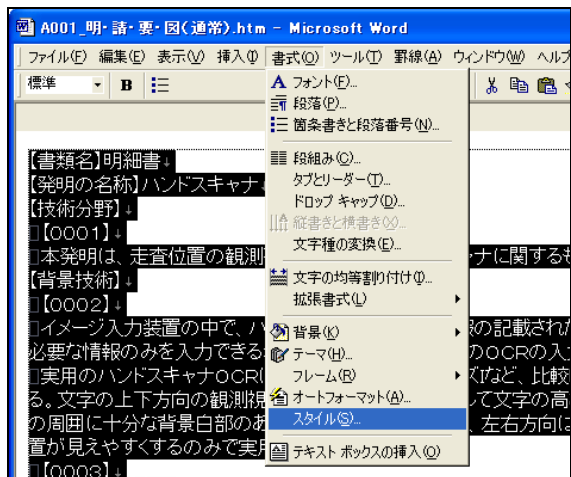 A001_明・請・要・図(通常).htm - Microsoft Word
ファイル(F) 編集(E) 表示(V) 挿入(I) 書式(O) ツール(T) 罫線(A) ウィンドウ(W) ヘルプ
標準 B
A フォント(F)...
段落(P)...
箇条書きと段落番号(N)...
段組み(C)...
タブとリーダー(T)...
ドロップ キャップ(D)...
縦書きと横書き(X)...
文字種の変換(E)...
文字の均等割り付け(I)...
拡張書式(L)
背景(K)
テーマ(H)...
フレーム(R)
オートフォーマット(A)...
スタイル(S)...
テキスト ボックスの挿入(O)
【書類名】明細書↓
【発明の名称】ハンドスキャナ↓
【技術分野】↓
【0001】↓
本発明は、走査位置の観測 ナに関するも
【背景技術】↓
【0002】↓
イメージ入力装置の中で、ハ 報の記載された
必要な情報のみを入力できる のOCRの入
実用のハンドスキャナOCR( ズ)など、比較
る。文字の上下方向の観測視 して文字の高
の周囲に十分な背景白部のあ 、左右方向は
置が見えやすくするのみで実用
【0003】↓